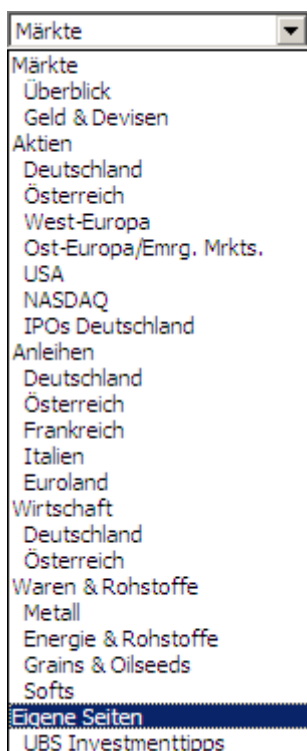 Märkte
Märkte
Überblick
Geld & Devisen
Aktien
Deutschland
Österreich
West-Europa
Ost-Europa/Emrg. Mrkts.
USA
NASDAQ
IPOs Deutschland
Anleihen
Deutschland
Österreich
Frankreich
Italien
Euroland
Wirtschaft
Deutschland
Österreich
Waren & Rohstoffe
Metall
Energie & Rohstoffe
Grains & Oilseeds
Softs
Eigene Seiten
UBS Investmenttipps